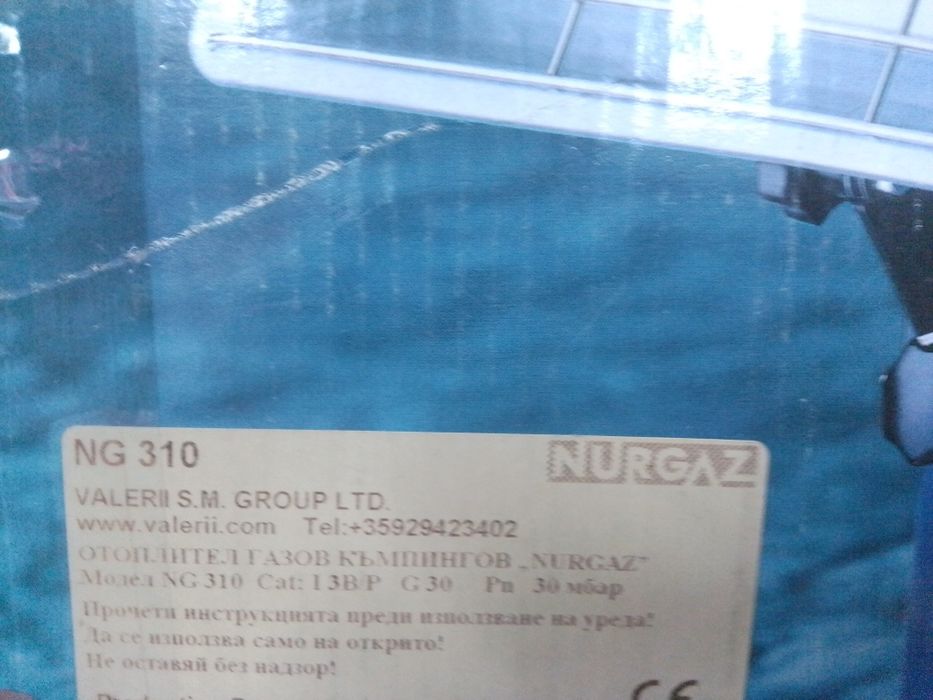 NG 310 NURGAZ
VALERII S.M. GROUP LTD.
www.valerii.com Tel:+35929423402
ОТОПЛИТЕЛ ГАЗОВ КЪМПИНГОВ „NURGAZ”
Модел NG 310 Cat: I 3B/P G 30 Pn 30 мбар
Прочети инструкцията преди използване на уреда!
Да се използва само на открито!
Не оставяй без надзор!
CE